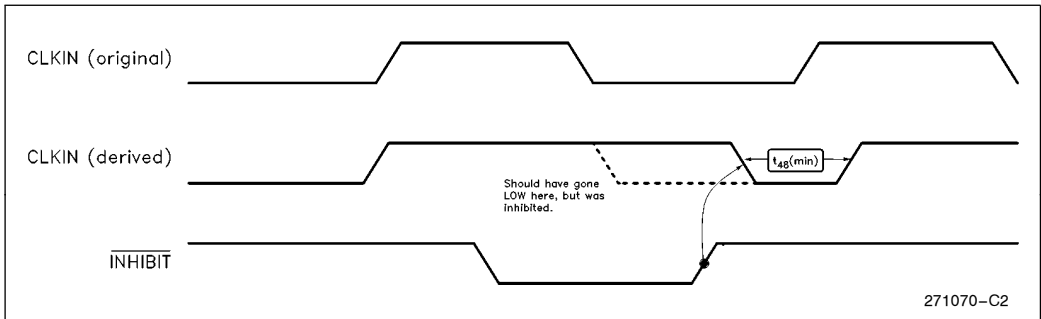 CLKIN (original)
CLKIN (derived)
t48(min)
Should have gone
LOW here, but was
inhibited.
INHIBIT
271070-C2